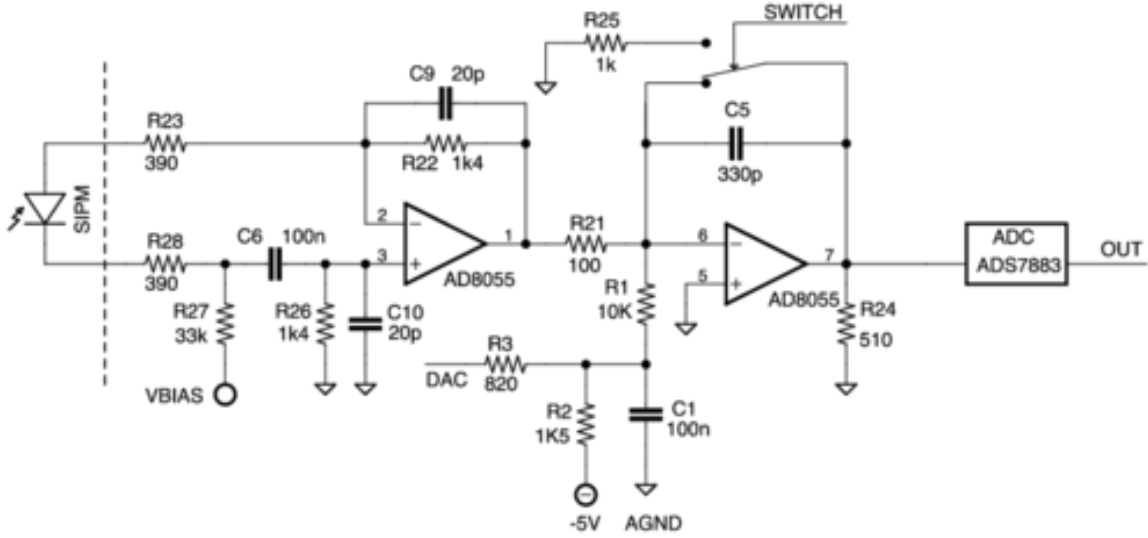 SWITCH
R25
1k
C9 20p
R23
390
R22 1k4
C5
330p
SIPM
2
−
3
+
1
AD8055
R28
390
C6 100n
R21
100
6
−
5
+
7
AD8055
ADC
ADS7883
OUT
R27
33k
R26
1k4
C10
20p
R1
10K
R24
510
VBIAS
DAC
R3
820
R2
1K5
C1
100n
-5V
AGND